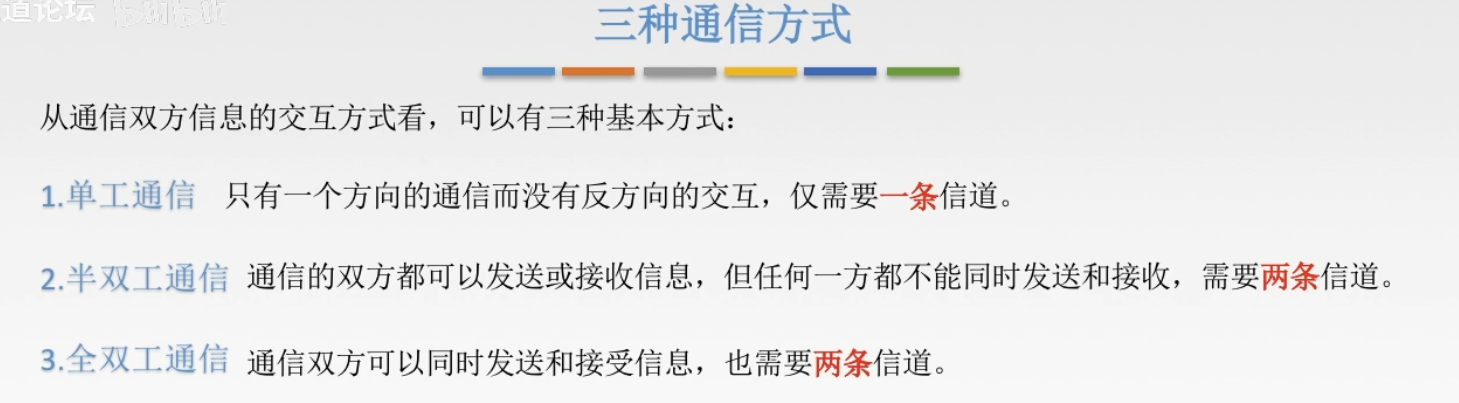 道论坛
三种通信方式
从通信双方信息的交互方式看，可以有三种基本方式：
1.单工通信 只有一个方向的通信而没有反方向的交互，仅需要一条信道。
2.半双工通信 通信的双方都可以发送或接收信息，但任何一方都不能同时发送和接收，需要两条信道。
3.全双工通信 通信双方可以同时发送和接受信息，也需要两条信道。